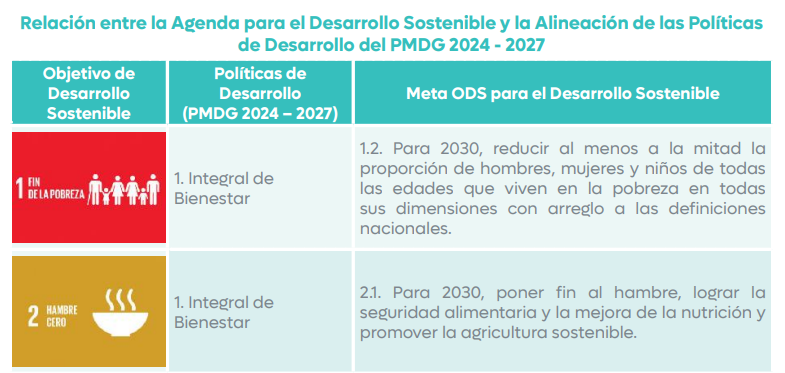 Relación entre la Agenda para el Desarrollo Sostenible y la Alineación de las Políticas
de Desarrollo del PMDG 2024 - 2027
Objetivo de
Desarrollo
Sostenible
Políticas de
Desarrollo
(PMDG 2024 – 2027)
Meta ODS para el Desarrollo Sostenible
1 FIN
DE LA POBREZA
1. Integral de
Bienestar
1.2. Para 2030, reducir al menos a la mitad la
proporción de hombres, mujeres y niños de todas
las edades que viven en la pobreza en todas
sus dimensiones con arreglo a las definiciones
nacionales.
2 HAMBRE
CERO
1. Integral de
Bienestar
2.1. Para 2030, poner fin al hambre, lograr la
seguridad alimentaria y la mejora de la nutrición y
promover la agricultura sostenible.